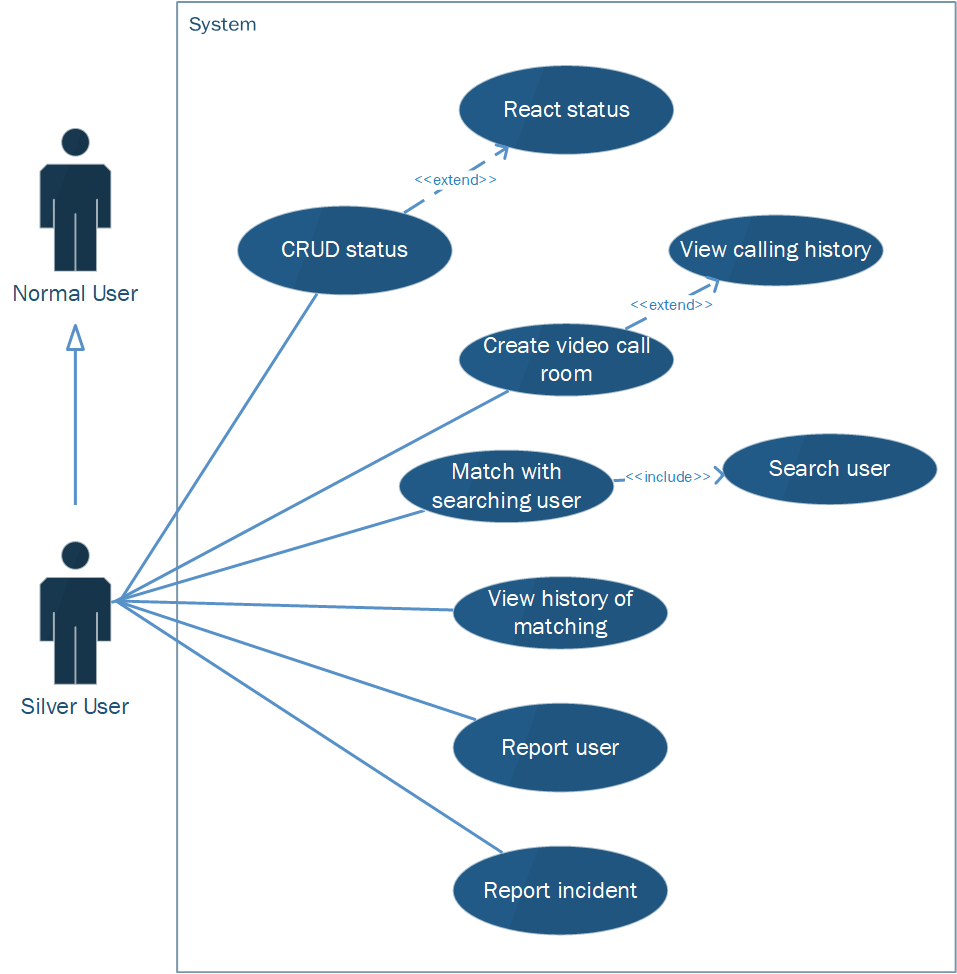 System
React status
<<extend>>
CRUD status
View calling history
Normal User
<<extend>>
Create video call
room
Match with
searching user
<<include>>
Search user
View history of
matching
Silver User
Report user
Report incident